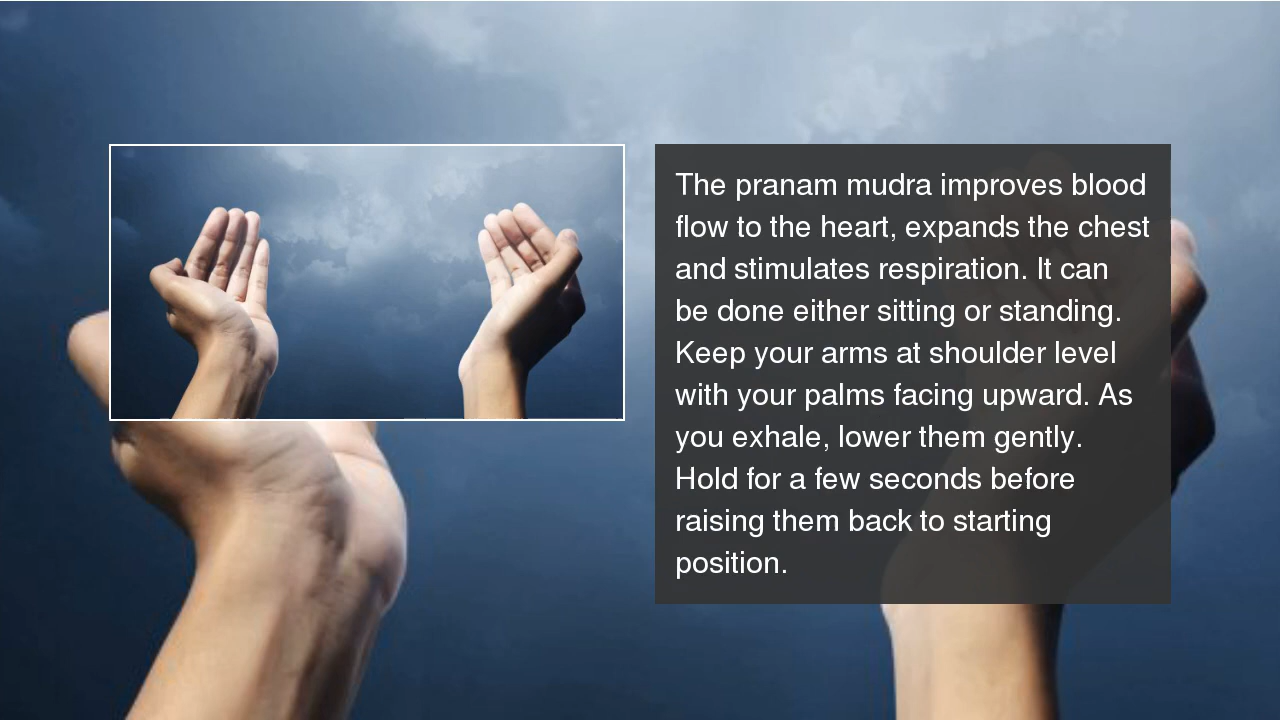 The pranam mudra improves blood
flow to the heart, expands the chest
and stimulates respiration. It can
be done either sitting or standing.
Keep your arms at shoulder level
with your palms facing upward. As
you exhale, lower them gently.
Hold for a few seconds before
raising them back to starting
position.